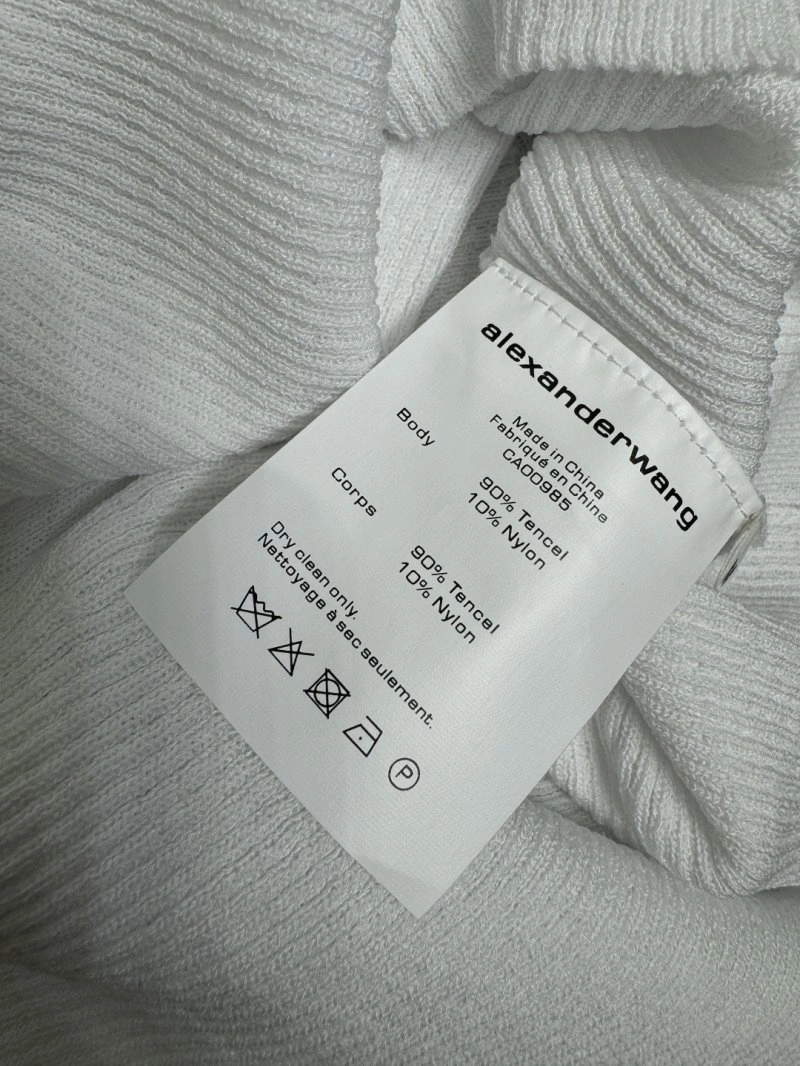 alexanderwang
Made in China
Fabriqué en Chine
CA00985
Body
90% Tencel
10% Nylon
Corps
90% Tencel
10% Nylon
Dry clean only.
Nettoyage à sec seulement.
P